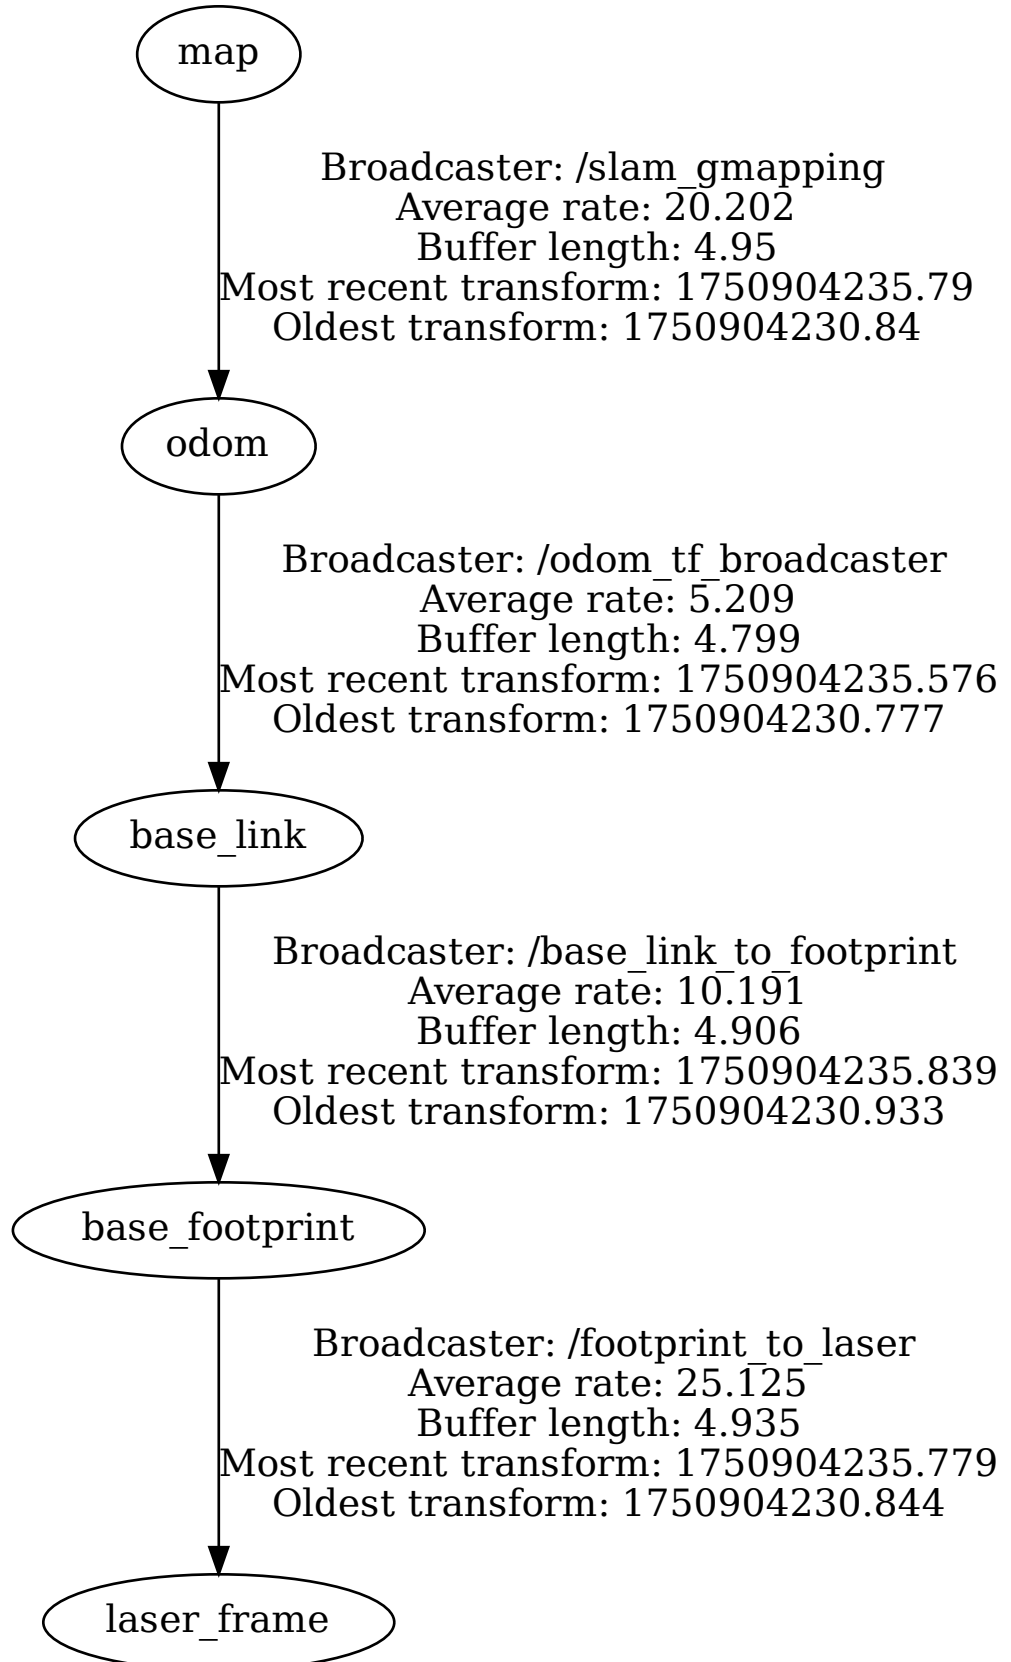 map
Broadcaster: /slam_gmapping
Average rate: 20.202
Buffer length: 4.95
Most recent transform: 1750904235.79
Oldest transform: 1750904230.84
odom
Broadcaster: /odom_tf_broadcaster
Average rate: 5.209
Buffer length: 4.799
Most recent transform: 1750904235.576
Oldest transform: 1750904230.777
base_link
Broadcaster: /base_link_to_footprint
Average rate: 10.191
Buffer length: 4.906
Most recent transform: 1750904235.839
Oldest transform: 1750904230.933
base_footprint
Broadcaster: /footprint_to_laser
Average rate: 25.125
Buffer length: 4.935
Most recent transform: 1750904235.779
Oldest transform: 1750904230.844
laser_frame